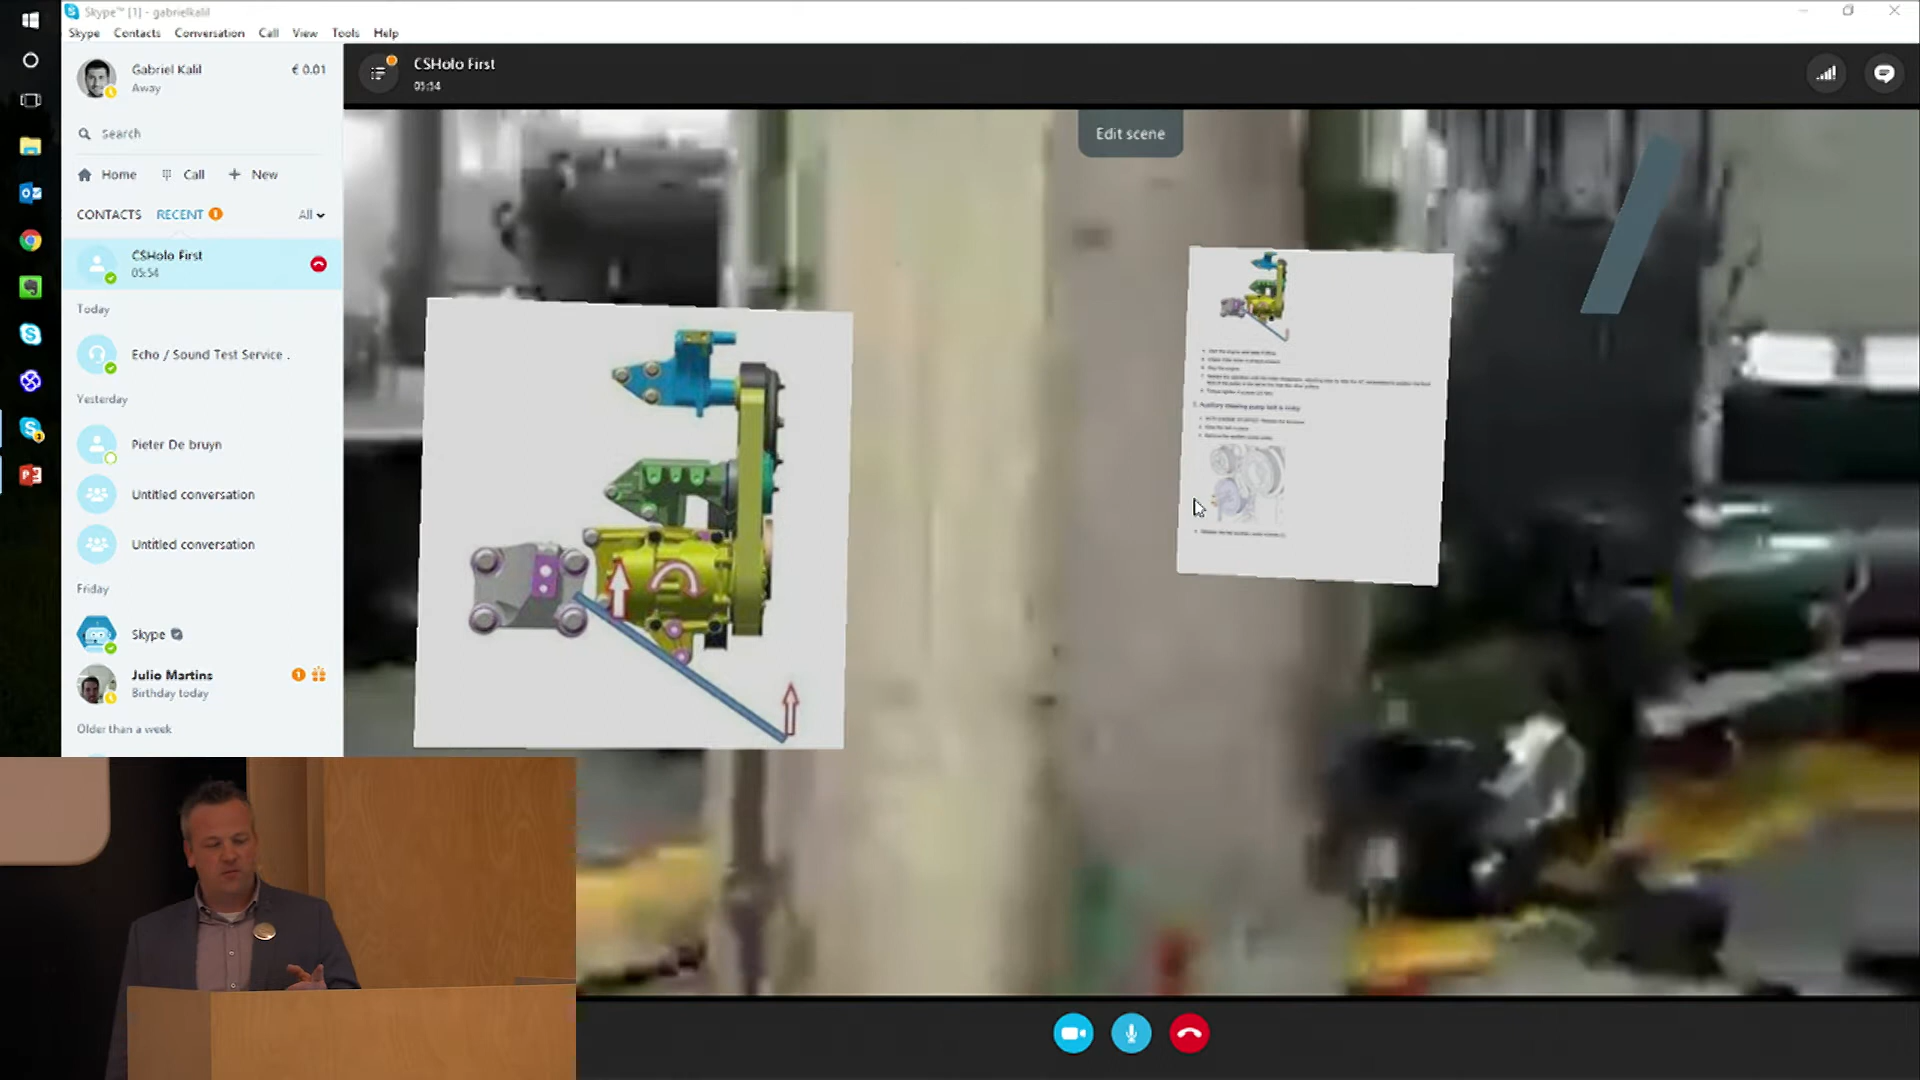 Skype™ [1] - gabrielkalil
Skype Contacts Conversation Call View Tools Help
Gabriel Kalil
€ 0.01
Away
Search
Home Call New
CONTACTS RECENT 1 All
CSHolo First
05:54
Today
Echo / Sound Test Service .
Yesterday
Pieter De bruyn
Untitled conversation
Untitled conversation
Friday
Skype
Julio Martins
1
Birthday today
Older than a week
CSHolo First
05:54
Edit scene